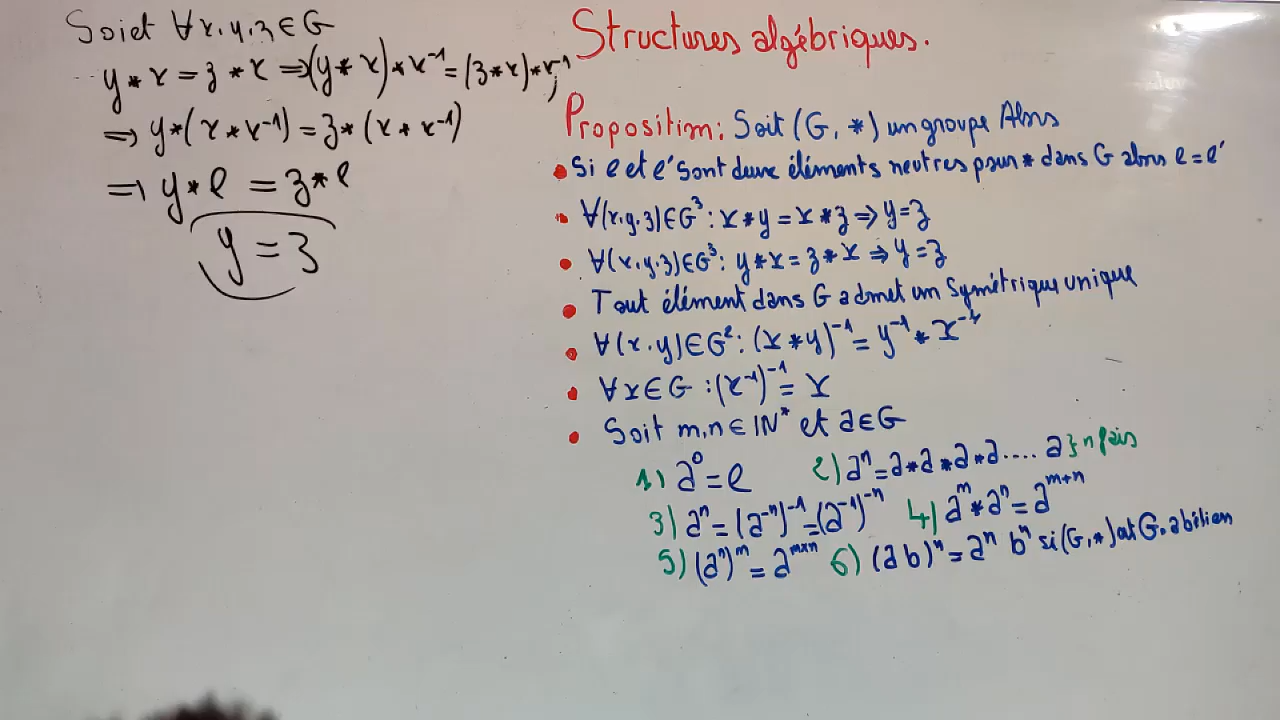 Soiet ∀x,y,z ∈ G
y * x = z * x ⟹ (y * x) * x⁻¹ = (z * x) * x⁻¹
⟹ y * (x * x⁻¹) = z * (x * x⁻¹)
⟹ y * e = z * e
y = z
Structures algébriques.
Proposition: Soit (G, *) un groupe Alors
• Si e et e' sont deux éléments neutres pour * dans G alors e = e'
• ∀(x,y,z) ∈ G³ : x * y = x * z ⟹ y = z
• ∀(x,y,z) ∈ G³ : y * x = z * x ⟹ y = z
• Tout élément dans G admet un Symétrique unique
• ∀(x,y) ∈ G² : (x * y)⁻¹ = y⁻¹ * x⁻¹
• ∀x ∈ G : (x⁻¹)⁻¹ = x
• Soit m,n ∈ IN* et a ∈ G
1) a⁰ = e 2) aⁿ = a * a * a * a .... a } n fois
3) aⁿ = (a⁻ⁿ)⁻¹ = (a⁻¹)⁻ⁿ 4) aᵐ * aⁿ = aᵐ⁺ⁿ
5) (aⁿ)ᵐ = aᵐˣⁿ 6) (a b)ⁿ = aⁿ bⁿ si (G, *) est G. abélien